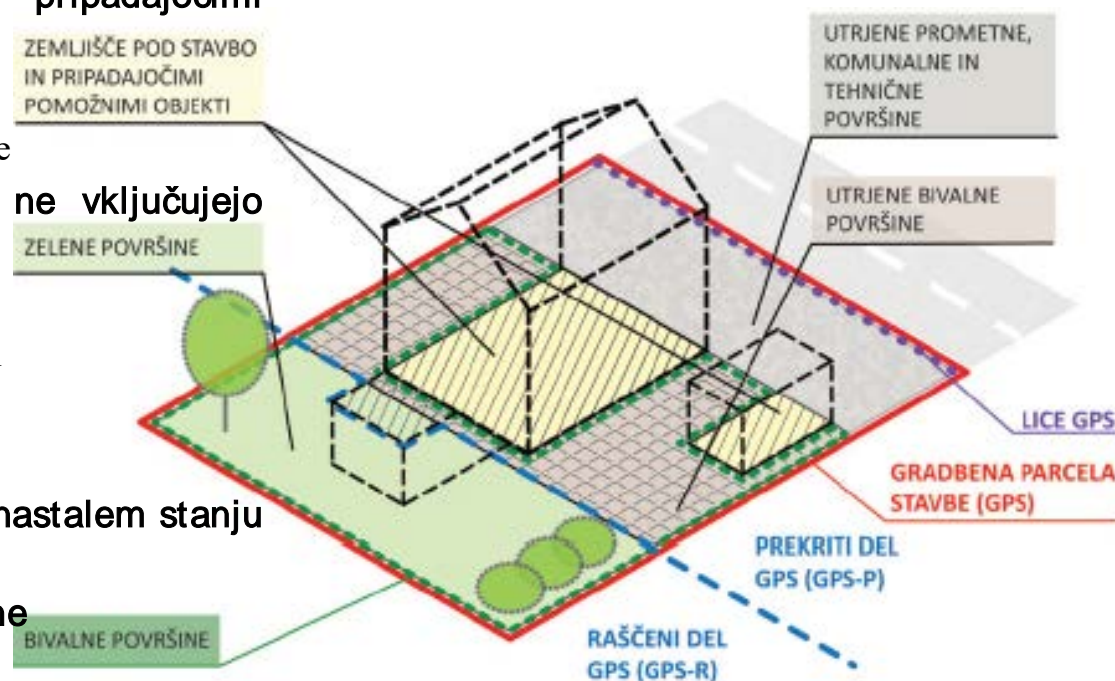 pripadajočimi
ZEMLJIŠČE POD STAVBO
IN PRIPADAJOČIMI
POMOŽNIMI OBJEKTI
UTRJENE PROMETNE,
KOMUNALNE IN
TEHNIČNE
POVRŠINE
e
ne vključujejo
UTRJENE BIVALNE
POVRŠINE
ZELENE POVRŠINE
LICE GPS
GRADBENA PARCELA
STAVBE (GPS)
nastalem stanju
PREKRITI DEL
GPS (GPS-P)
ne
BIVALNE POVRŠINE
RAŠČENI DEL
GPS (GPS-R)